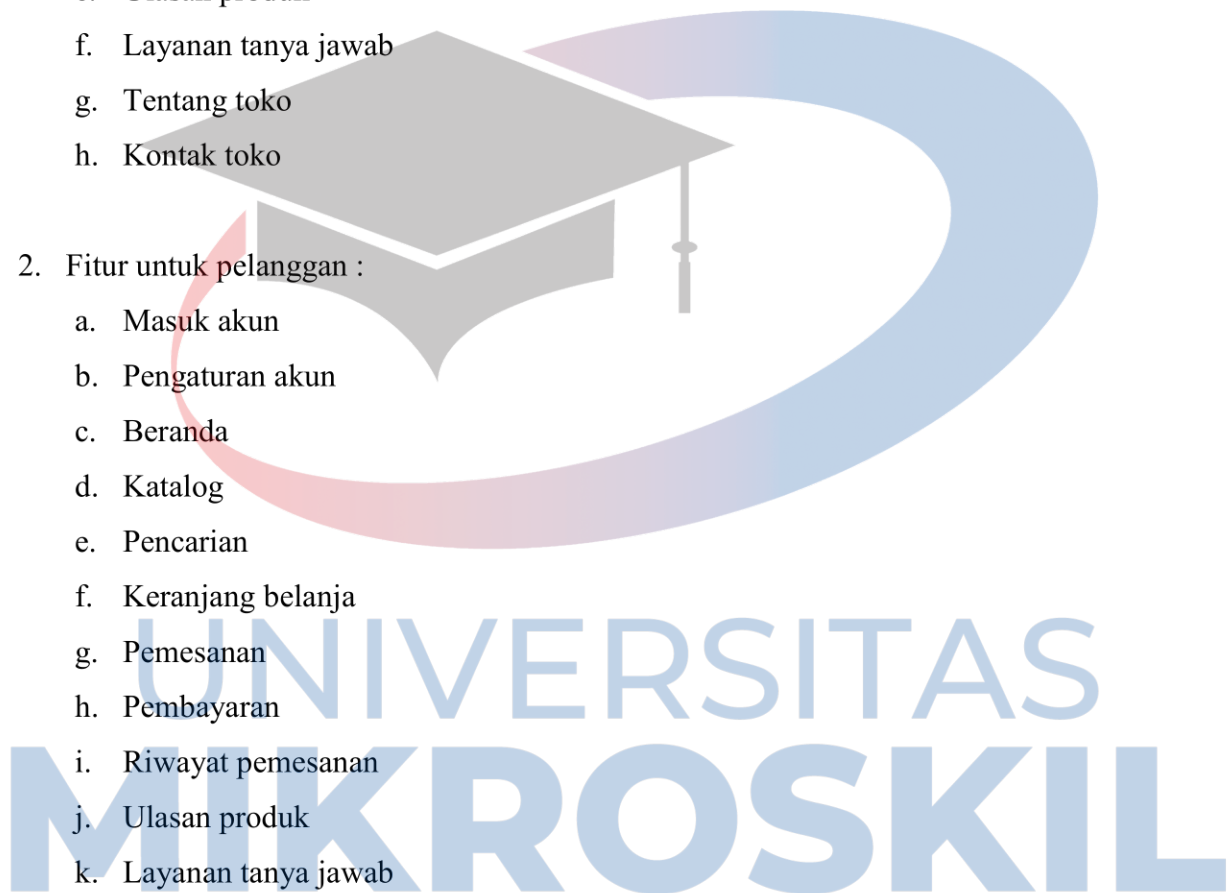 f. Layanan tanya jawab
g. Tentang toko
h. Kontak toko
2. Fitur untuk pelanggan :
a. Masuk akun
b. Pengaturan akun
c. Beranda
d. Katalog
e. Pencarian
f. Keranjang belanja
g. Pemesanan
h. Pembayaran
i. Riwayat pemesanan
j. Ulasan produk
k. Layanan tanya jawab
UNIVERSITAS
MIKROSKIL